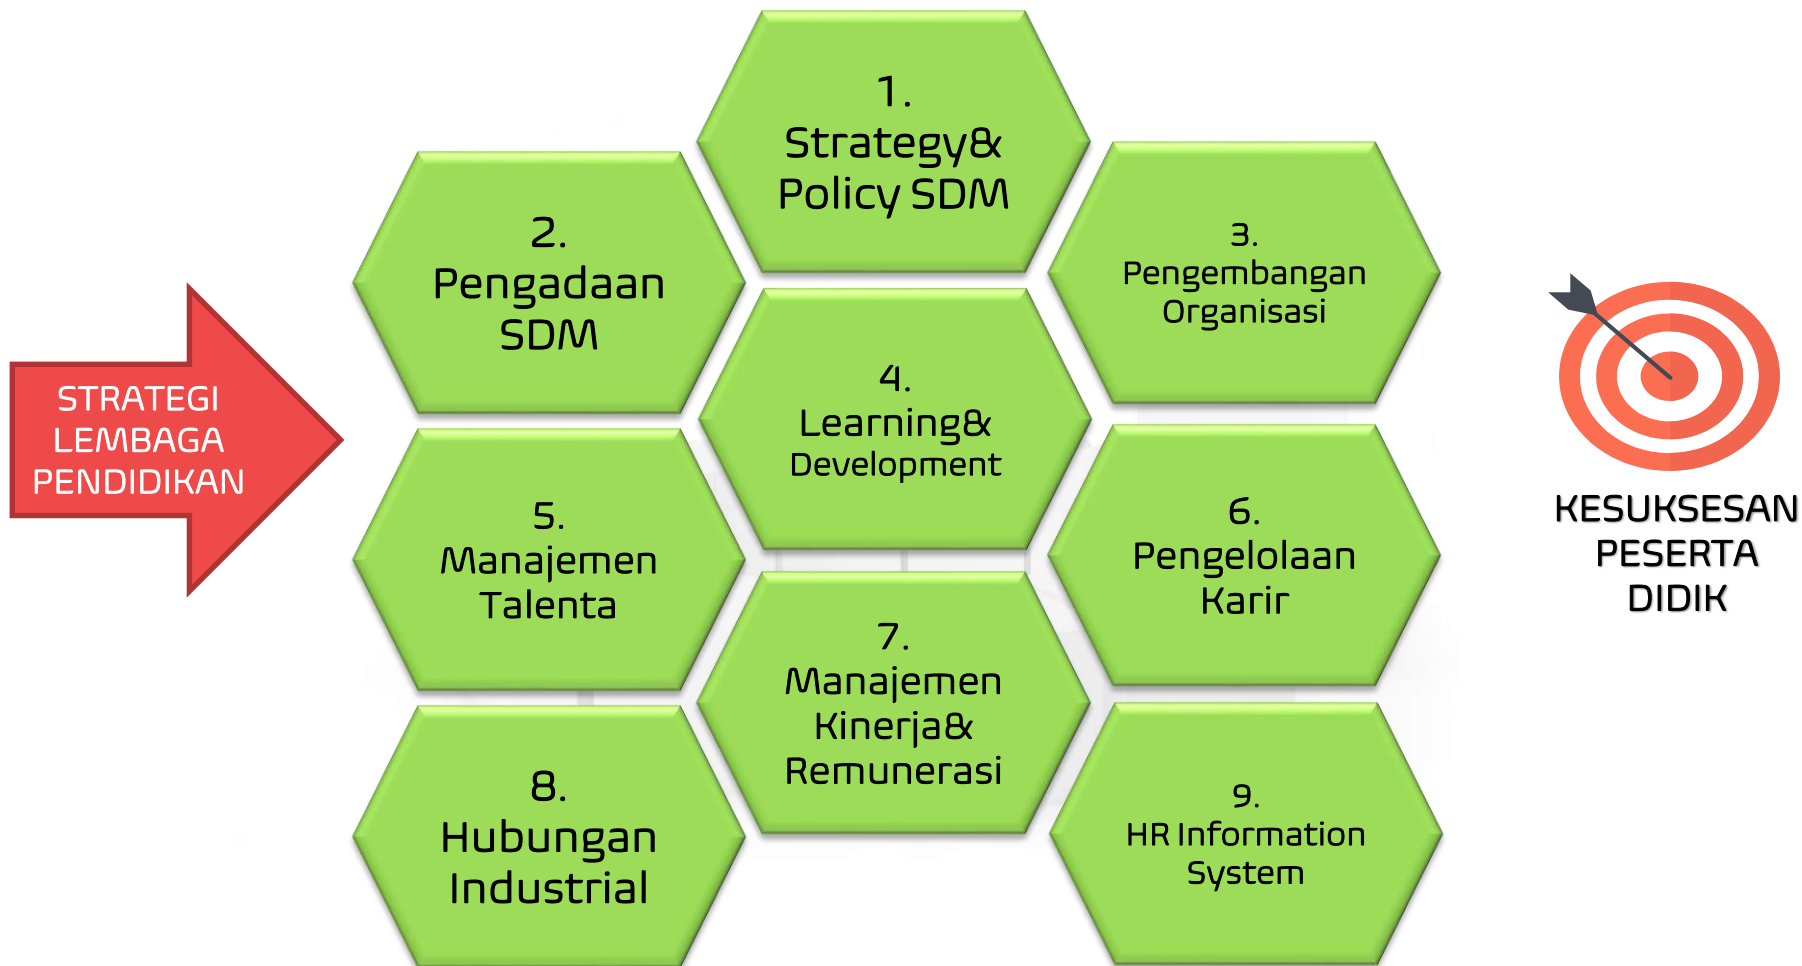 STRATEGI
LEMBAGA
PENDIDIKAN
1.
Strategy&
Policy SDM
2.
Pengadaan
SDM
3.
Pengembangan
Organisasi
4.
Learning&
Development
5.
Manajemen
Talenta
6.
Pengelolaan
Karir
7.
Manajemen
Kinerja&
Remunerasi
8.
Hubungan
Industrial
9.
HR Information
System
KESUKSESAN
PESERTA
DIDIK